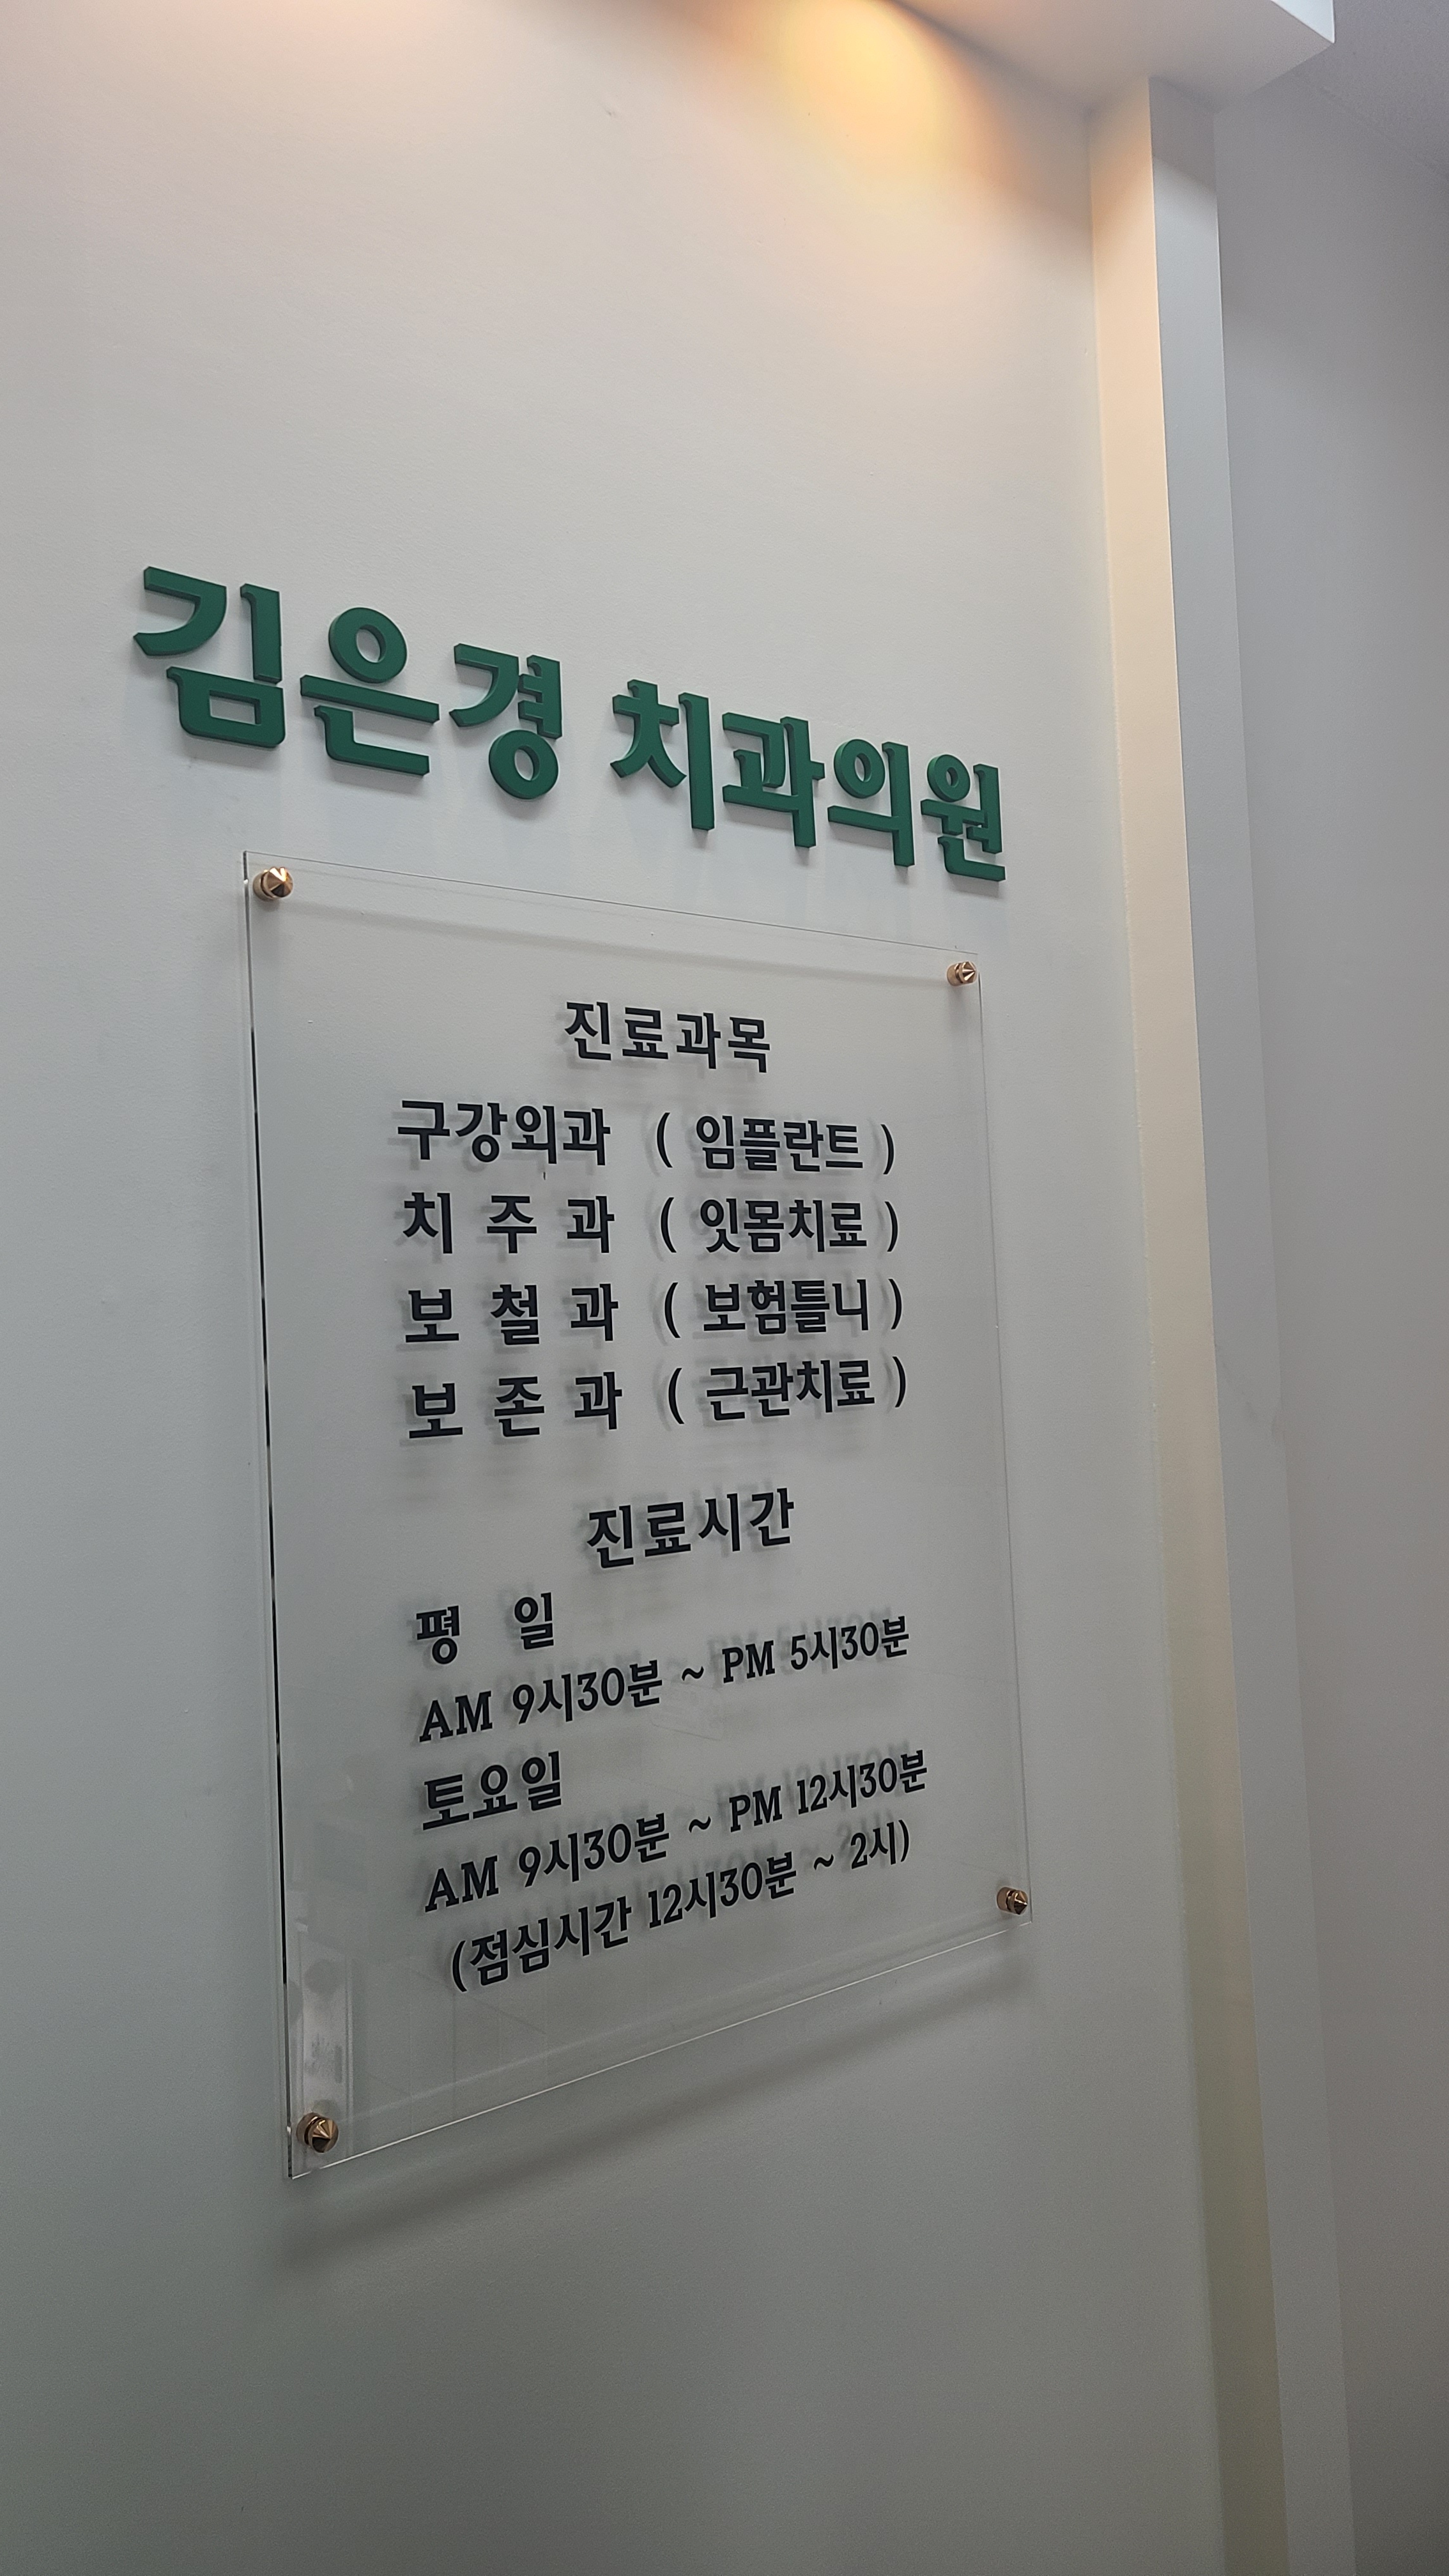 김은경 치과의원
진료과목
구강외과 ( 임플란트 )
치 주 과 ( 잇몸치료 )
보 철 과 ( 보험틀니 )
보 존 과 ( 근관치료 )
진료시간
평 일
AM 9시30분 ~ PM 5시30분
토요일
AM 9시30분 ~ PM 12시30분
(점심시간 12시30분 ~ 2시)